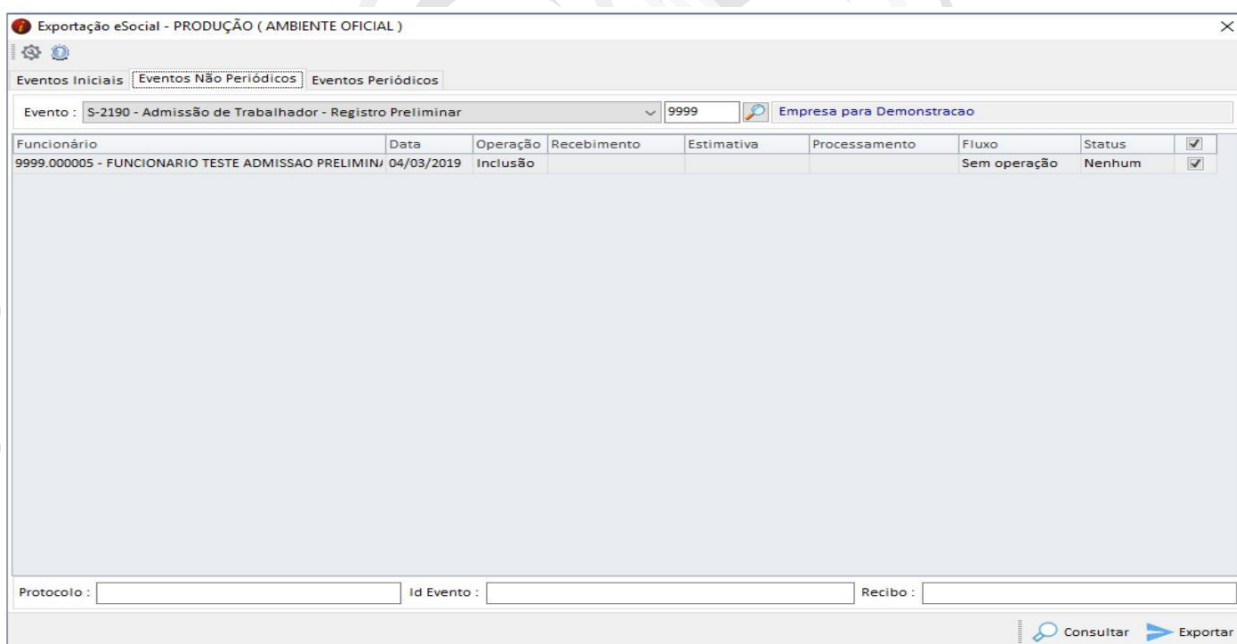 Exportação eSocial - PRODUÇÃO ( AMBIENTE OFICIAL )
Eventos Iniciais Eventos Não Periódicos Eventos Periódicos
Evento : S-2190 - Admissão de Trabalhador - Registro Preliminar 9999 Empresa para Demonstracao
Funcionário Data Operação Recebimento Estimativa Processamento Fluxo Status
9999.000005 - FUNCIONARIO TESTE ADMISSAO PRELIMIN 04/03/2019 Inclusão Sem operação Nenhum
Protocolo : Id Evento : Recibo :
Consultar Exportar